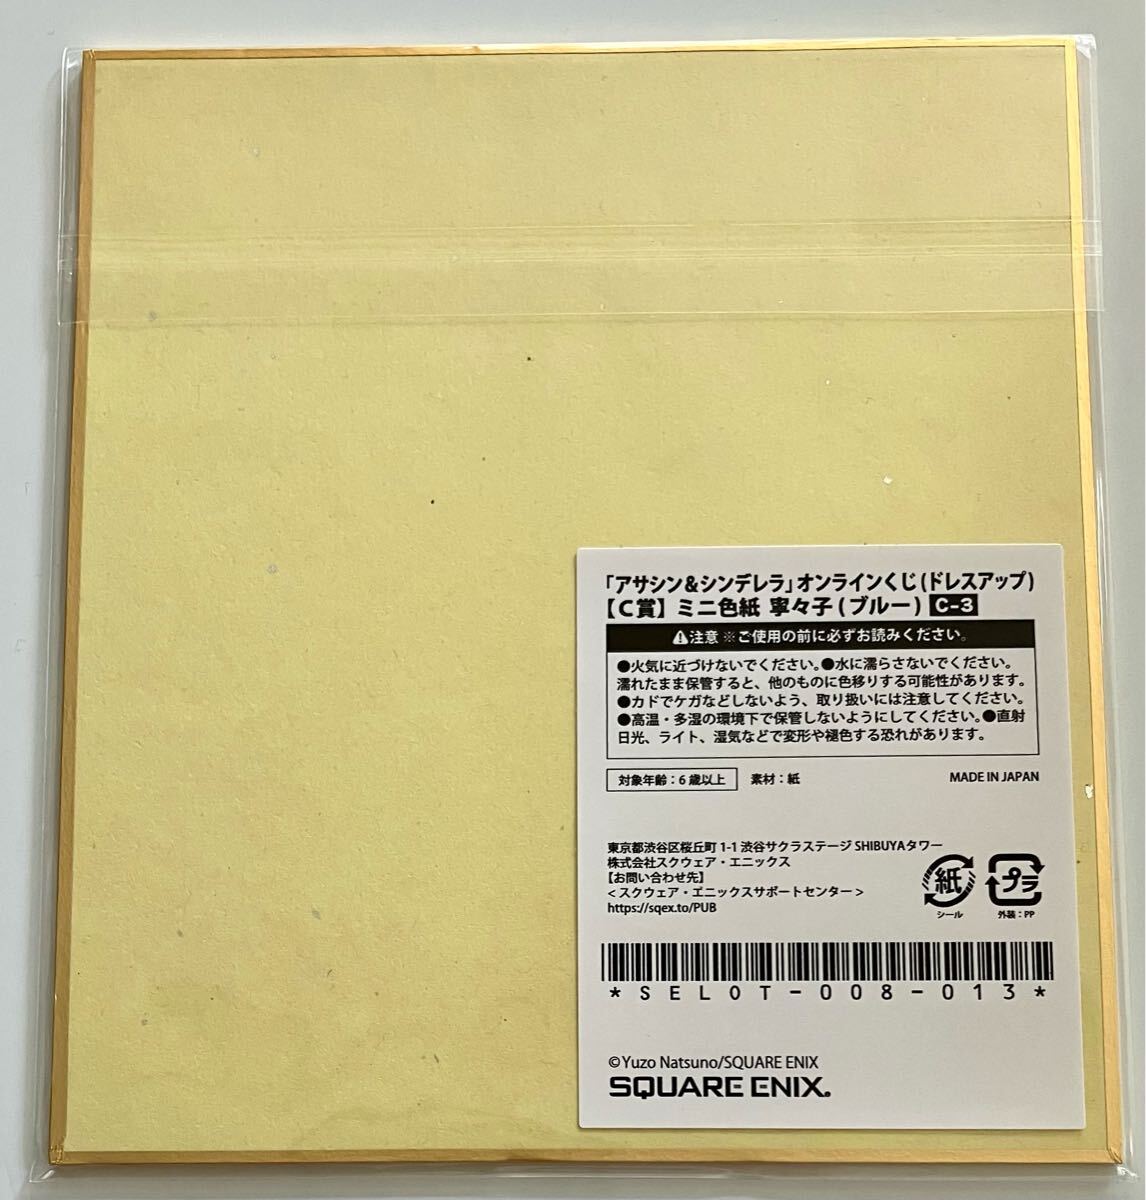 「アサシン&シンデレラ」オンラインくじ(ドレスアップ)
【C賞】ミニ色紙 寧々子(ブルー) C-3
⚠注意 ※ご使用の前に必ずお読みください。
●火気に近づけないでください。●水に濡らさないでください。
濡れたまま保管すると、他のものに色移りする可能性があります。
●カドでケガなどしないよう、取り扱いには注意してください。
●高温・多湿の環境下で保管しないようにしてください。●直射
日光、ライト、湿気などで変形や褪色する恐れがあります。
対象年齢：6歳以上 素材：紙 MADE IN JAPAN
東京都渋谷区桜丘町1-1 渋谷サクラステージ SHIBUYAタワー
株式会社スクウェア・エニックス
【お問い合わせ先】
<スクウェア・エニックスサポートセンター>
https://sqex.to/PUB
紙 プラ
シール 外装：PP
*SELOT-008-013*
©Yuzo Natsuno/SQUARE ENIX
SQUARE ENIX.